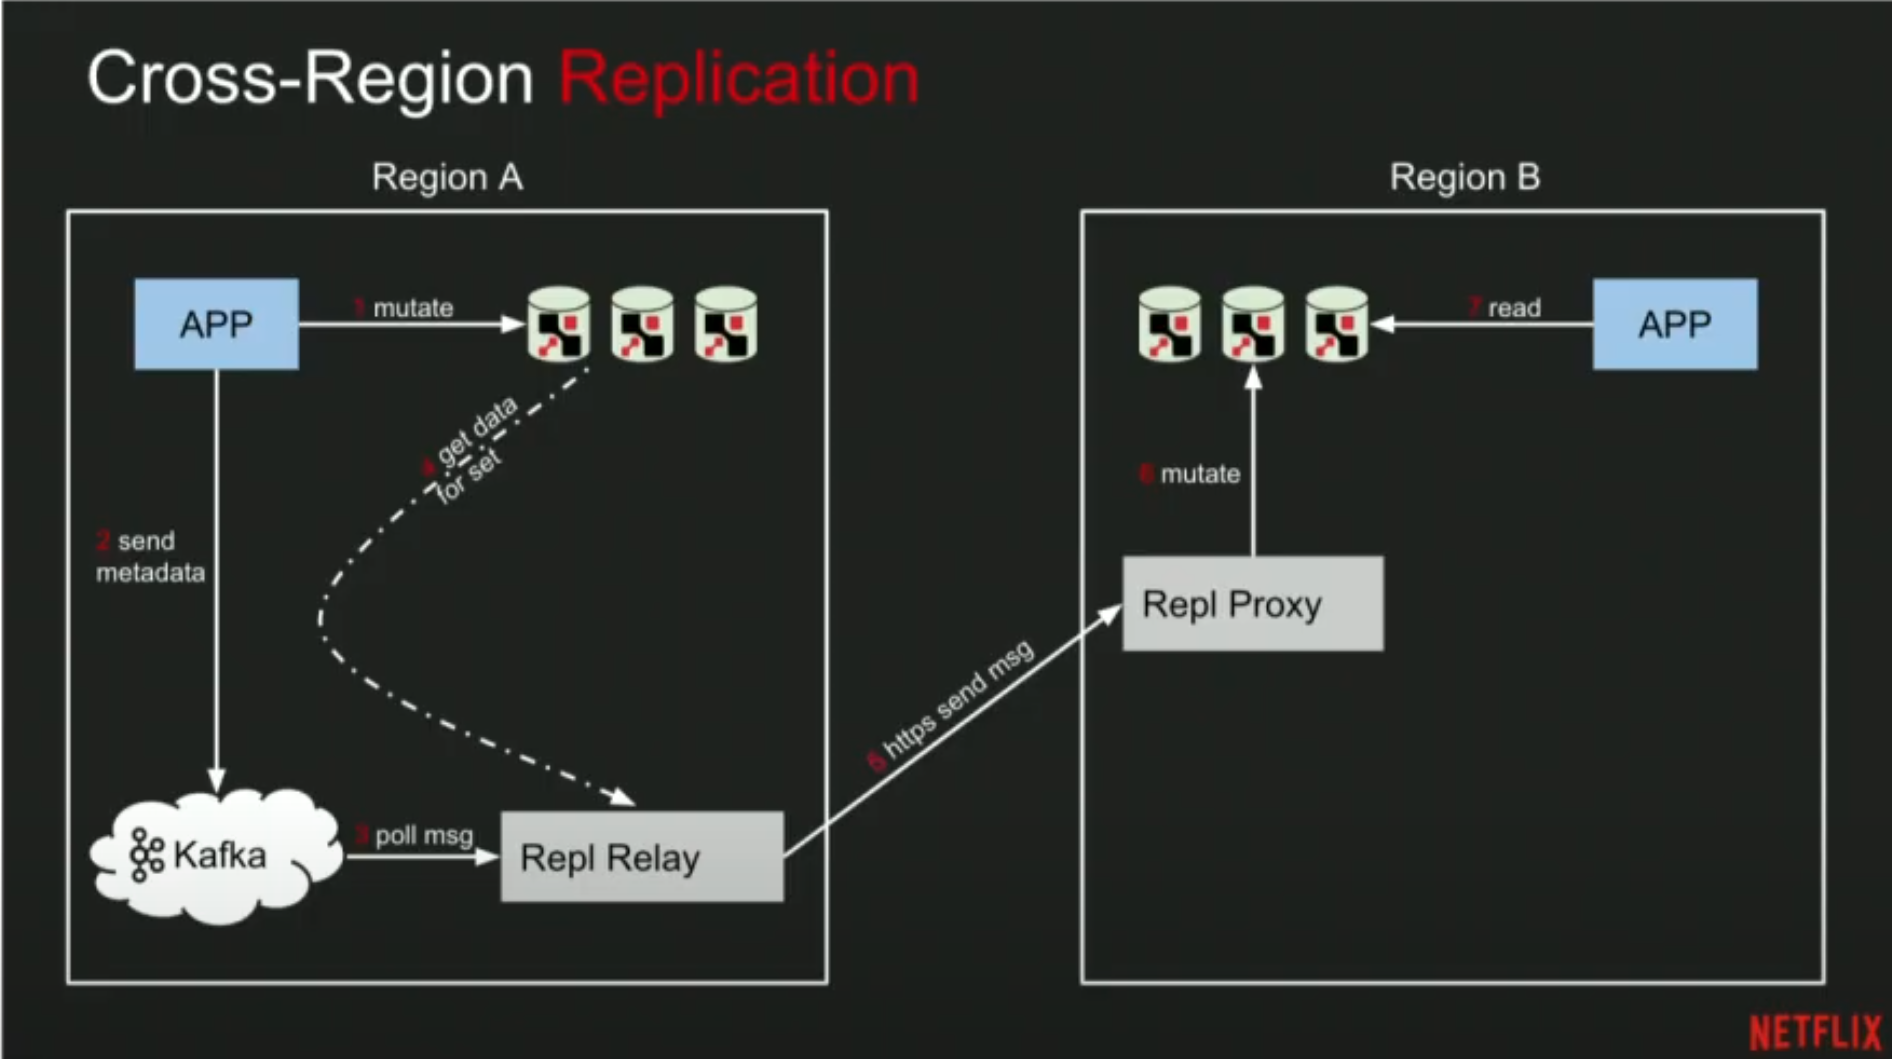 Cross-Region Replication
Region A
Region B
APP
1 mutate
7 read
APP
4 get data
for set
2 send
metadata
6 mutate
Repl Proxy
5 https send msg
Kafka
3 poll msg
Repl Relay
NETFLIX